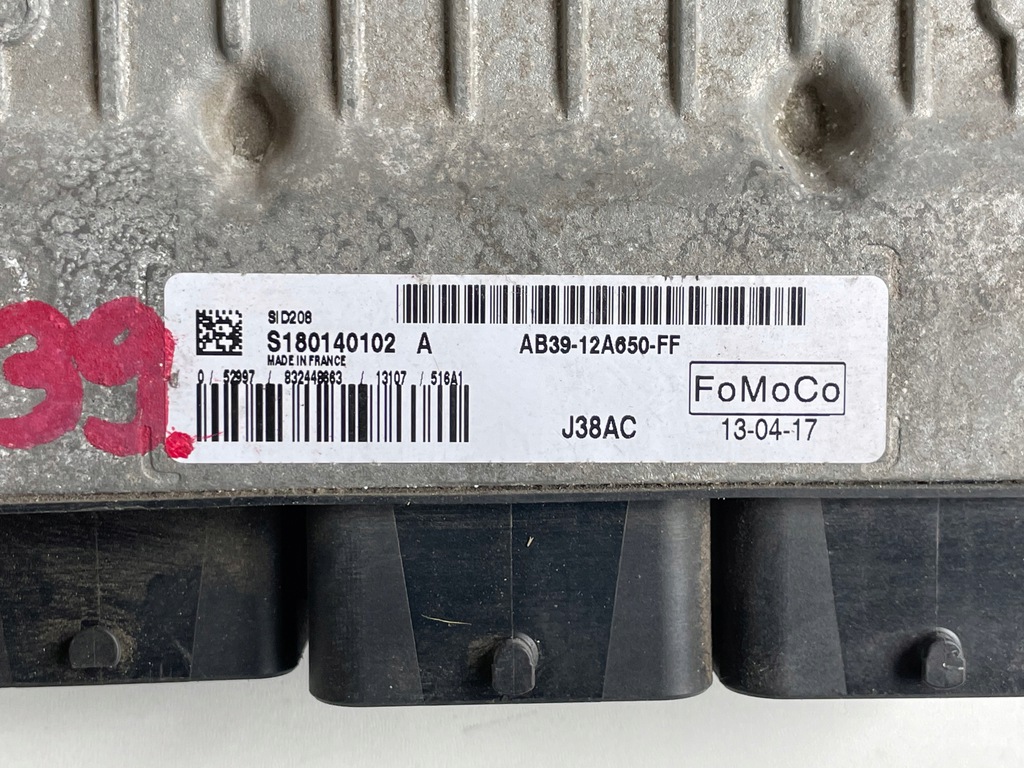 39.
SID208
S180140102 A
MADE IN FRANCE
0 / 52997 / 832448663 / 13107 / 516A1
AB39-12A650-FF
FoMoCo
J38AC
13-04-17